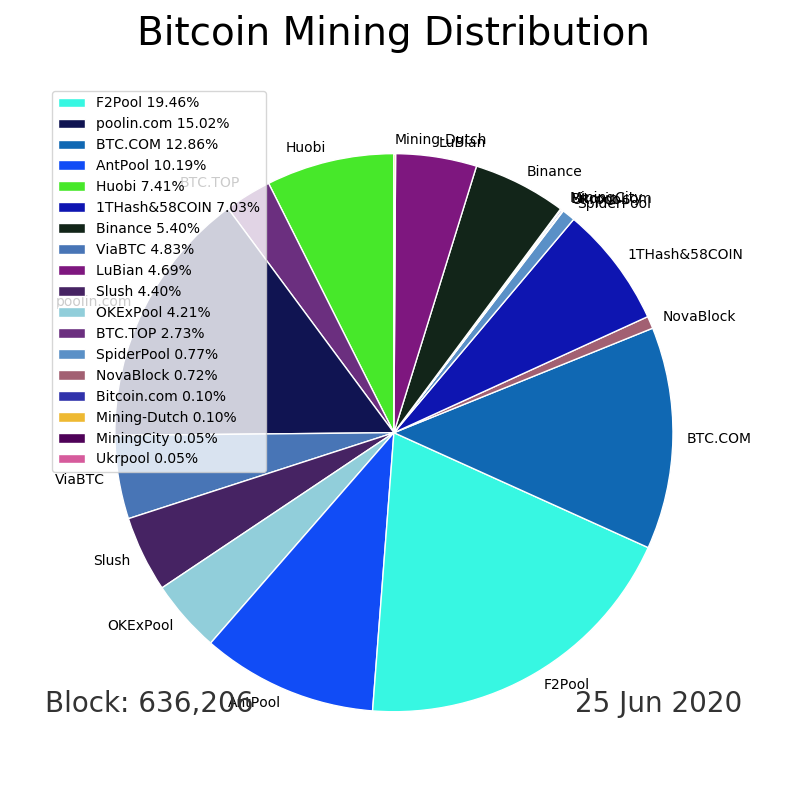 Bitcoin Mining Distribution
F2Pool 19.46%
poolin.com 15.02%
BTC.COM 12.86%
AntPool 10.19%
Huobi 7.41%
1THash&58COIN 7.03%
Binance 5.40%
ViaBTC 4.83%
LuBian 4.69%
Slush 4.40%
OKExPool 4.21%
BTC.TOP 2.73%
SpiderPool 0.77%
NovaBlock 0.72%
Bitcoin.com 0.10%
Mining-Dutch 0.10%
MiningCity 0.05%
Ukrpool 0.05%
Mining-Dutch
LuBian
Huobi
Binance
BTC.TOP
SpiderPool
1THash&58COIN
poolin.com
NovaBlock
BTC.COM
ViaBTC
Slush
OKExPool
F2Pool
AntPool
Block: 636,206
25 Jun 2020